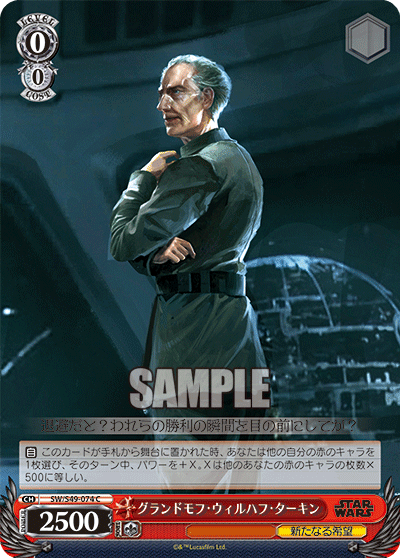 LEVEL
0
0
COST
SAMPLE
われらの勝利の瞬間を目の前にしてか?
自 このカードが手札から舞台に置かれた時、あなたは他の自分の赤のキャラを
1枚選び、そのターン中、パワーを+X。Xは他のあなたの赤のキャラの枚数×
500に等しい。
CH SW/S49-074 C
POWER 2500
グランドモフ・ウィルハフ・ターキン
STAR WARS
新たなる希望
©&™Lucasfilm Ltd.